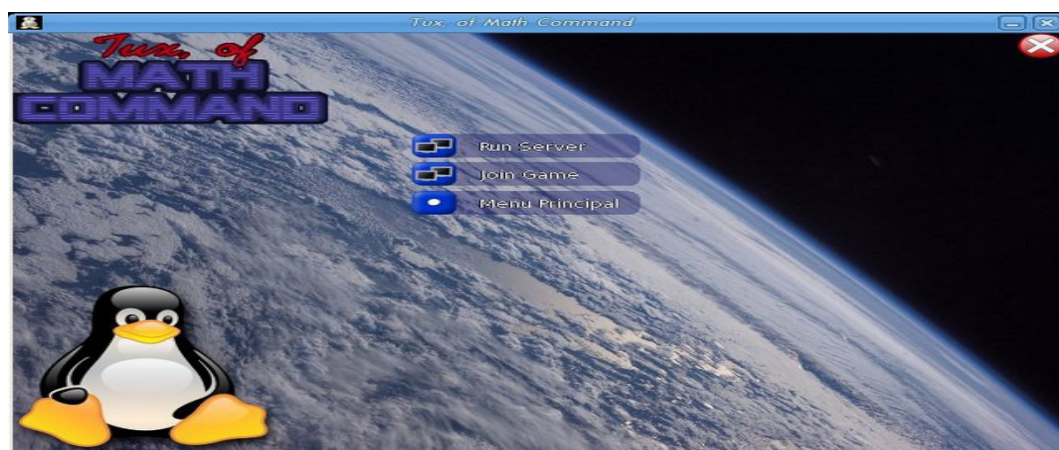 Tux, of Math Command
Tux, of
MATH
COMMAND
Run Server
Join Game
Menu Principal